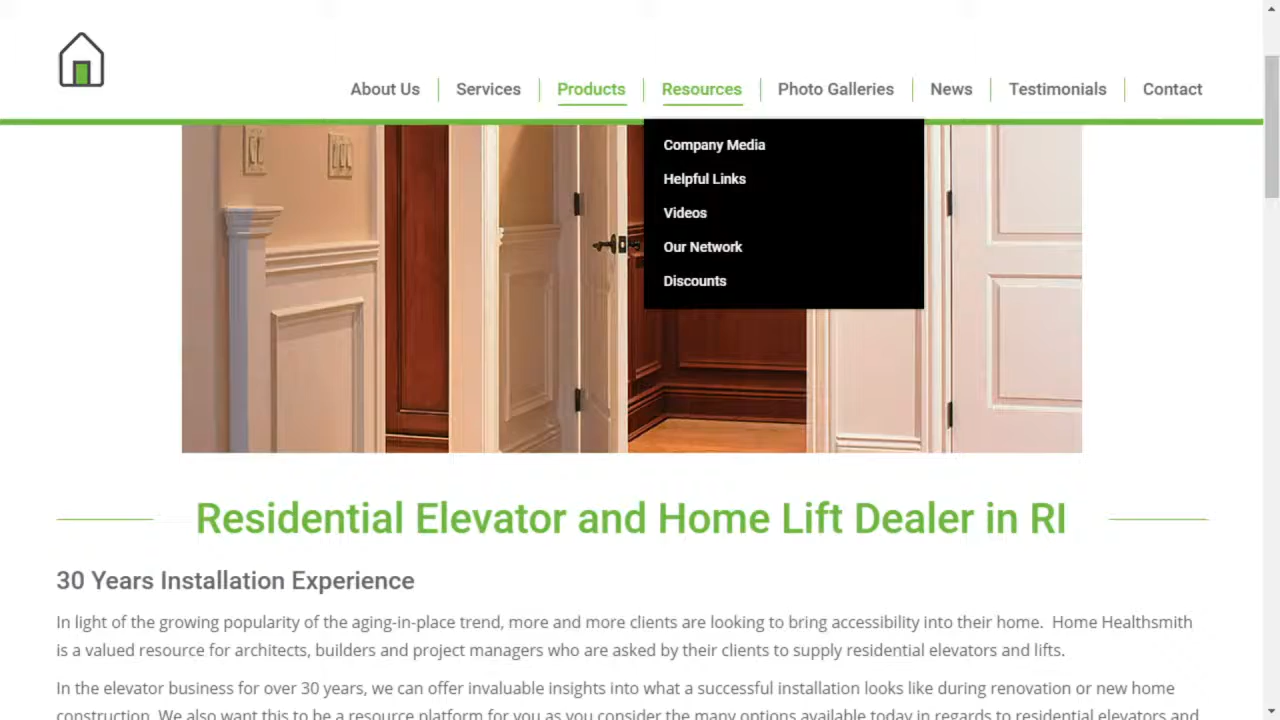 About Us
Services
Products
Resources
Photo Galleries
News
Testimonials
Contact
Company Media
Helpful Links
Videos
Our Network
Discounts
Residential Elevator and Home Lift Dealer in RI
30 Years Installation Experience
In light of the growing popularity of the aging-in-place trend, more and more clients are looking to bring accessibility into their home. Home Healthsmith
is a valued resource for architects, builders and project managers who are asked by their clients to supply residential elevators and lifts.
In the elevator business for over 30 years, we can offer invaluable insights into what a successful installation looks like during renovation or new home
construction. We also want this to be a resource platform for you as you consider the many options available today in regards to residential elevators and